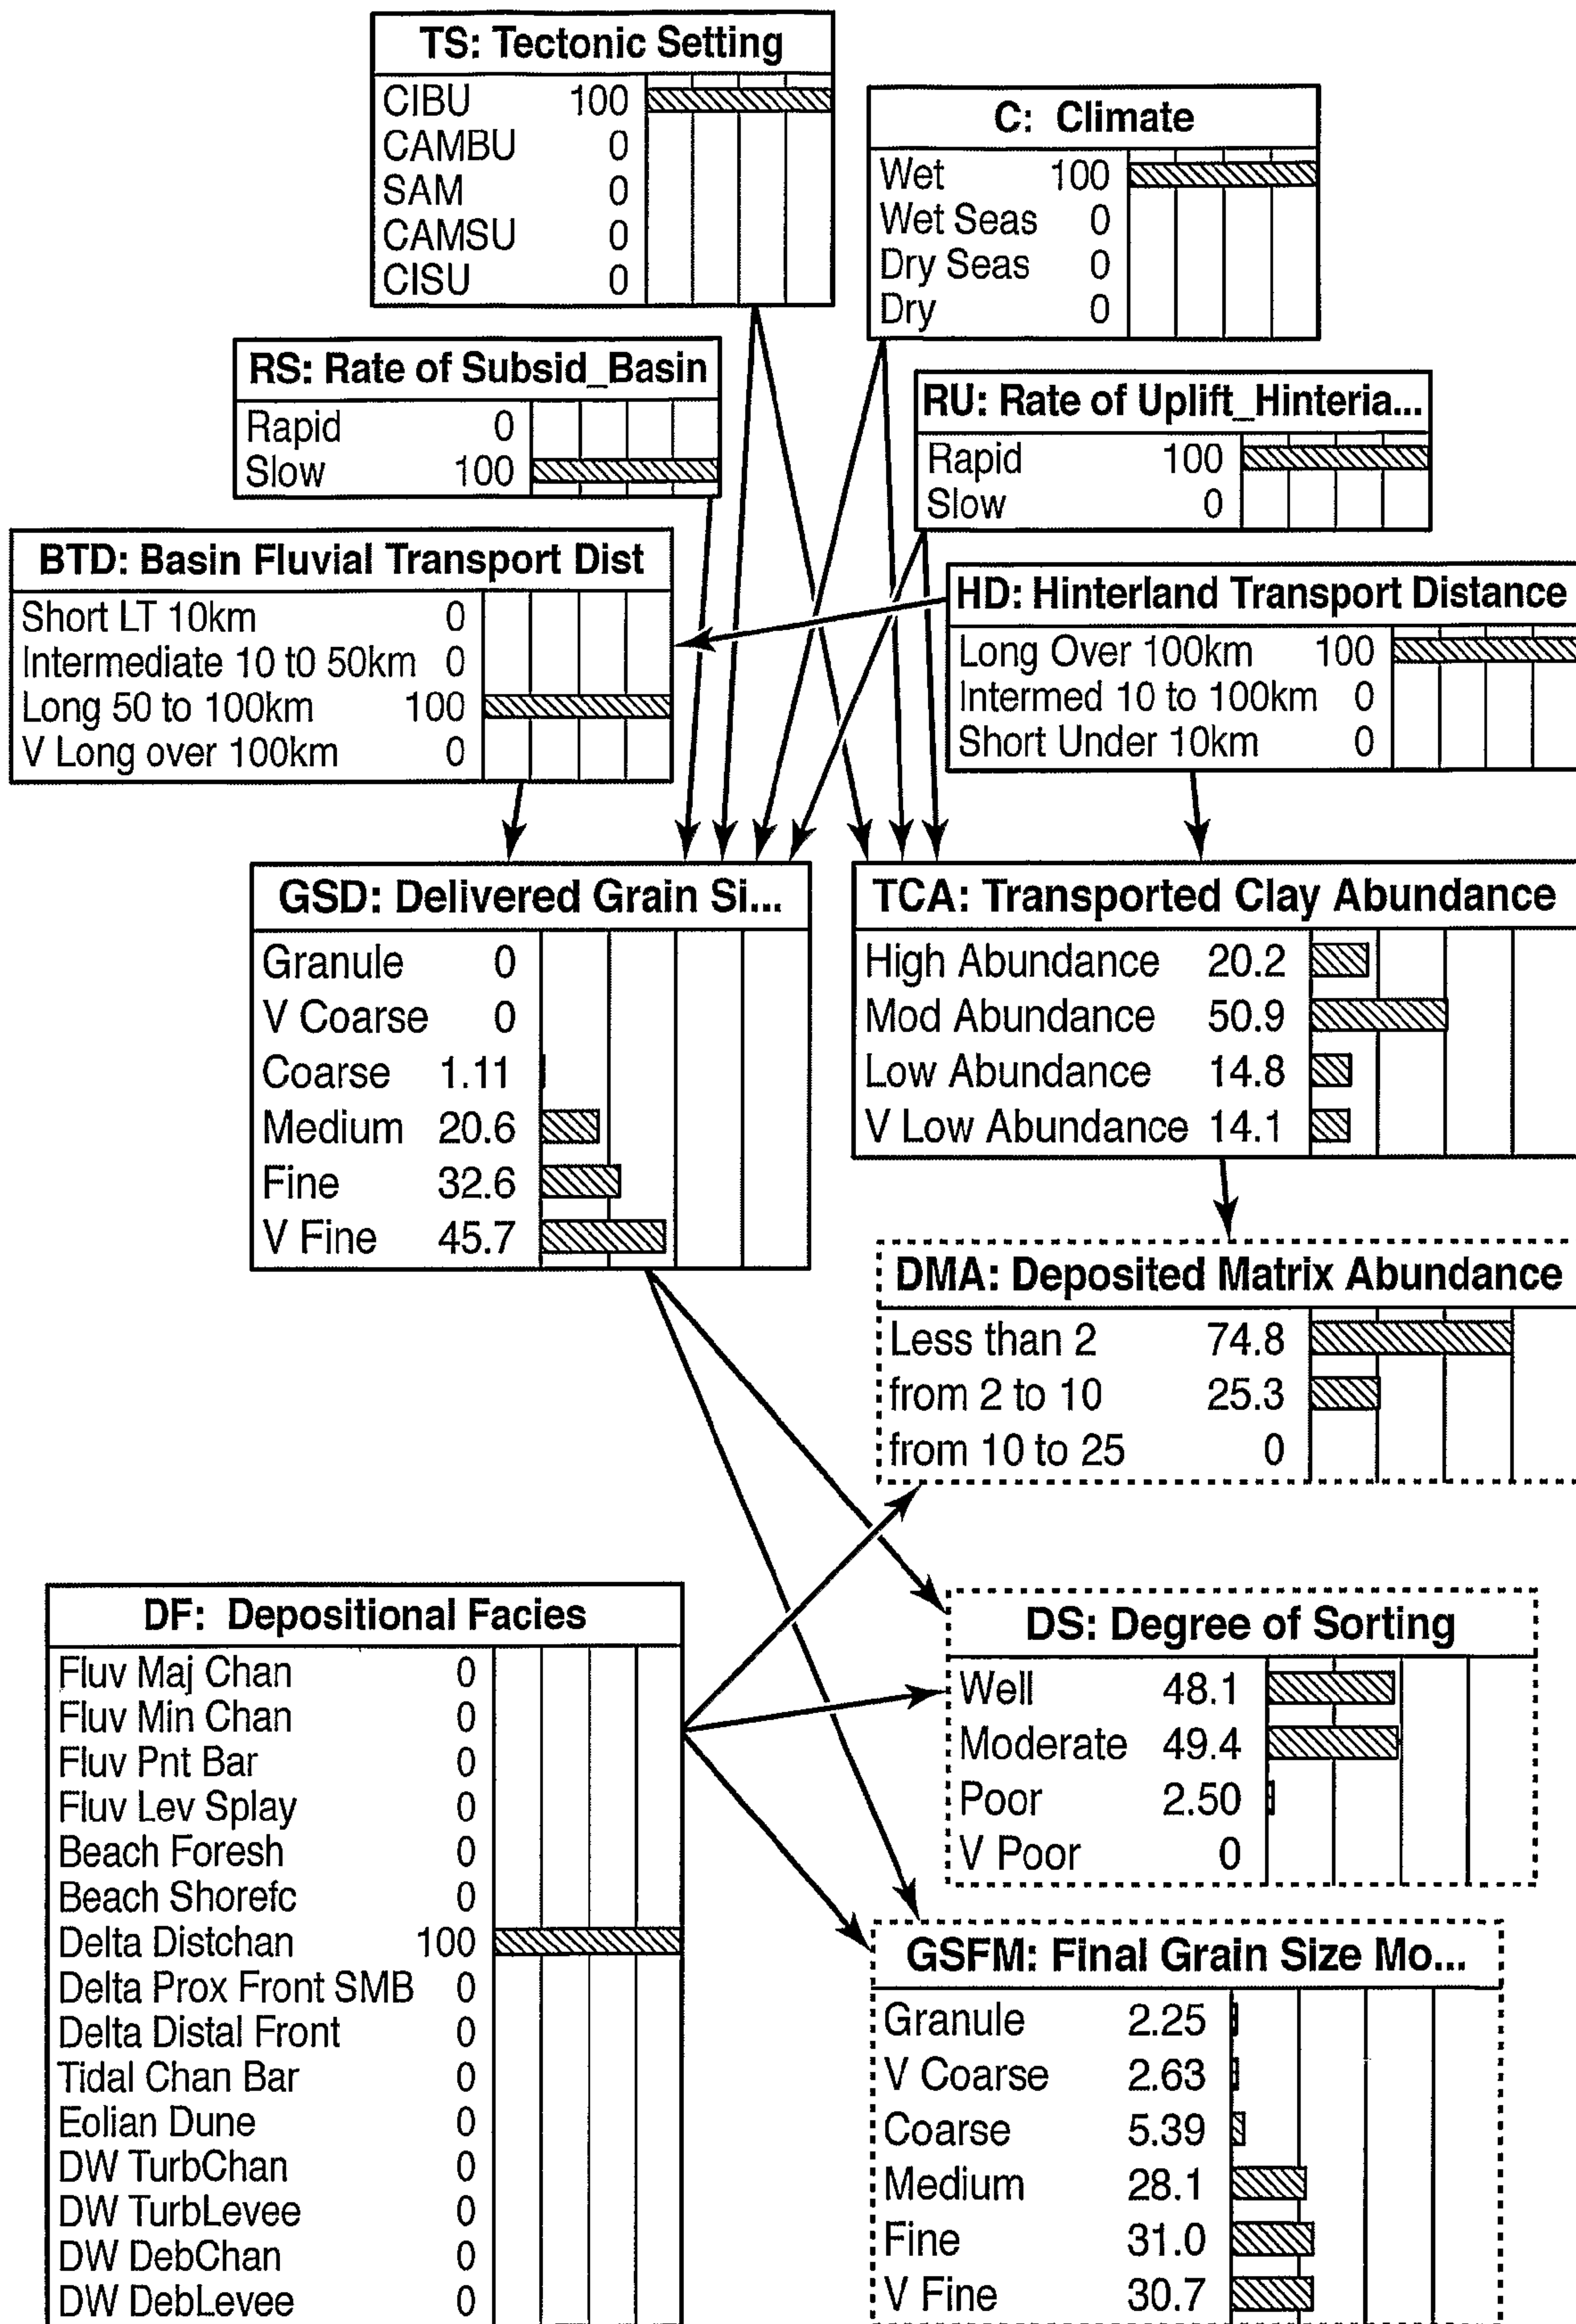 TS: Tectonic Setting
CIBU 100
CAMBU 0
SAM 0
CAMSU 0
CISU 0
C: Climate
Wet 100
Wet Seas 0
Dry Seas 0
Dry 0
RS: Rate of Subsid_Basin
Rapid 0
Slow 100
RU: Rate of Uplift_Hinteria...
Rapid 100
Slow 0
BTD: Basin Fluvial Transport Dist
Short LT 10km 0
Intermediate 10 t0 50km 0
Long 50 to 100km 100
V Long over 100km 0
HD: Hinterland Transport Distance
Long Over 100km 100
Intermed 10 to 100km 0
Short Under 10km 0
GSD: Delivered Grain Si...
Granule 0
V Coarse 0
Coarse 1.11
Medium 20.6
Fine 32.6
V Fine 45.7
TCA: Transported Clay Abundance
High Abundance 20.2
Mod Abundance 50.9
Low Abundance 14.8
V Low Abundance 14.1
DMA: Deposited Matrix Abundance
Less than 2 74.8
from 2 to 10 25.3
from 10 to 25 0
DF: Depositional Facies
Fluv Maj Chan 0
Fluv Min Chan 0
Fluv Pnt Bar 0
Fluv Lev Splay 0
Beach Foresh 0
Beach Shorefc 0
Delta Distchan 100
Delta Prox Front SMB 0
Delta Distal Front 0
Tidal Chan Bar 0
Eolian Dune 0
DW TurbChan 0
DW TurbLevee 0
DW DebChan 0
DW DebLevee 0
DS: Degree of Sorting
Well 48.1
Moderate 49.4
Poor 2.50
V Poor 0
GSFM: Final Grain Size Mo...
Granule 2.25
V Coarse 2.63
Coarse 5.39
Medium 28.1
Fine 31.0
V Fine 30.7